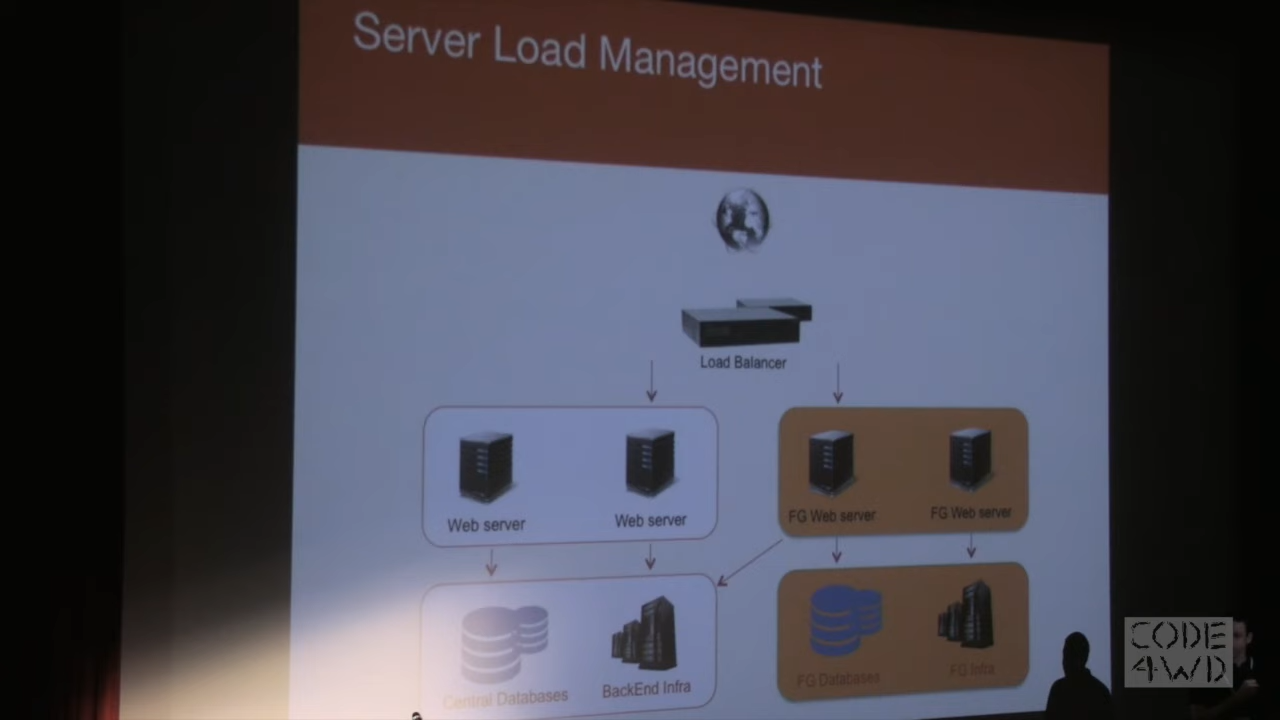 Server Load Management
Load Balancer
Web server
Web server
FG Web server
FG Web server
Central Databases
BackEnd Infra
FG Databases
FG Infra
CODE
4WD